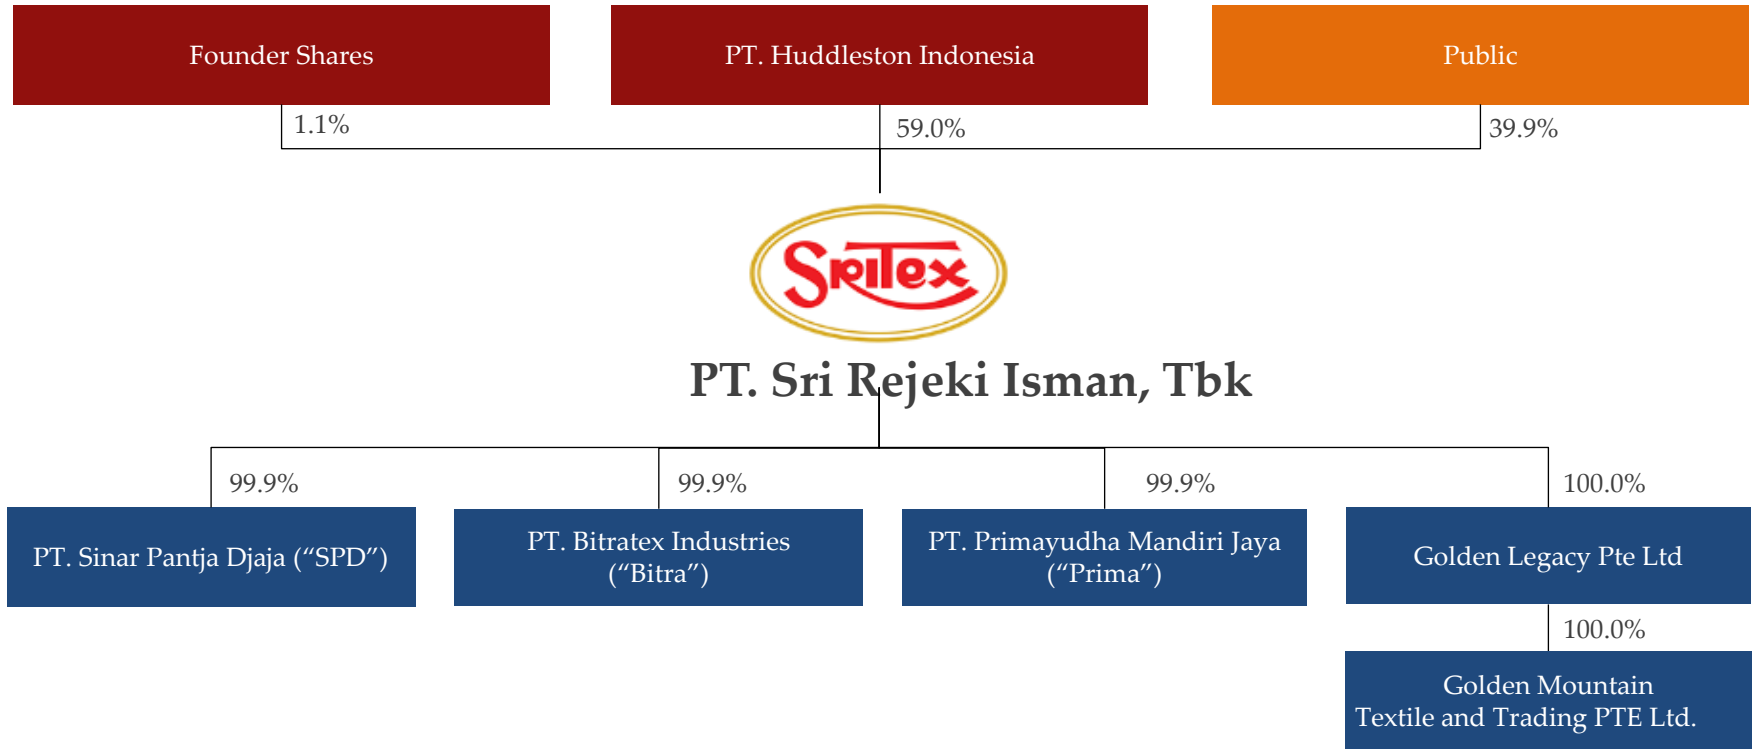 Founder Shares
PT. Huddleston Indonesia
Public
1.1%
59.0%
39.9%
SRITEX
PT. Sri Rejeki Isman, Tbk
99.9%
99.9%
99.9%
100.0%
PT. Sinar Pantja Djaja (“SPD”)
PT. Bitratex Industries
(“Bitra”)
PT. Primayudha Mandiri Jaya
(“Prima”)
Golden Legacy Pte Ltd
100.0%
Golden Mountain
Textile and Trading PTE Ltd.